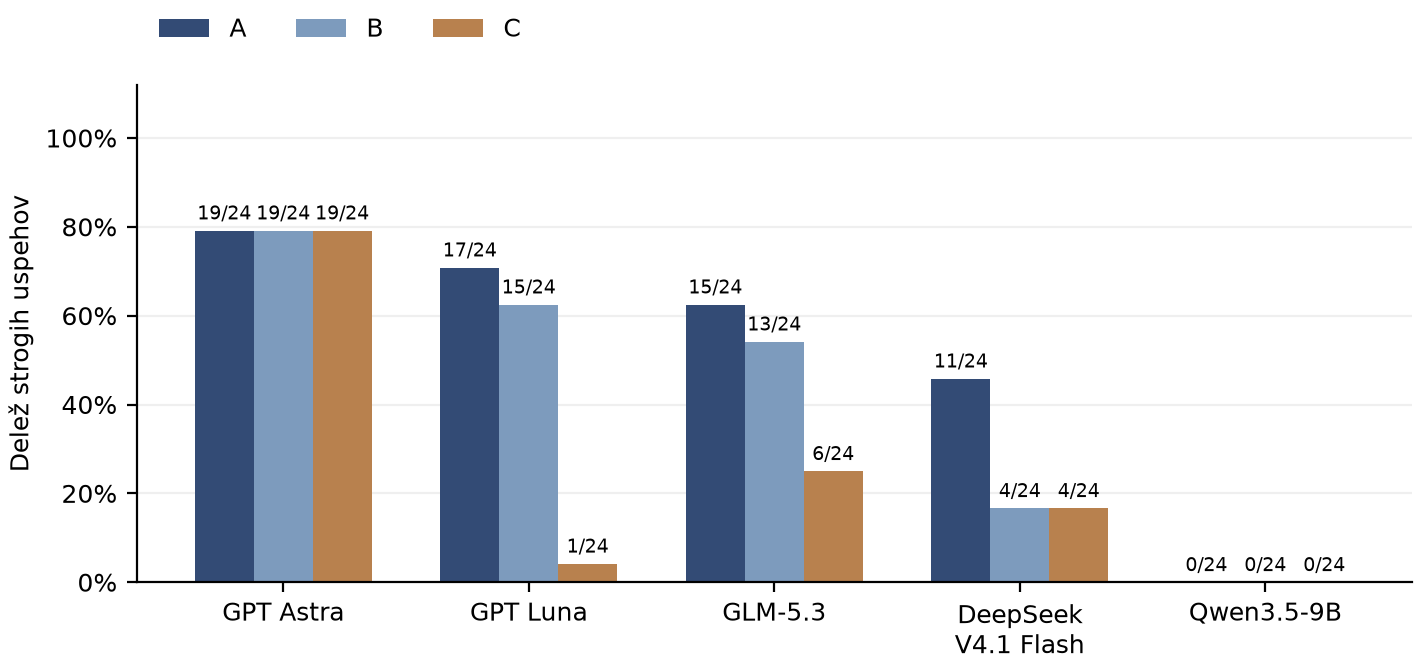 A B C
100%
80%
60%
40%
20%
0%
Delež strogih uspehov
19/24 19/24 19/24
17/24 15/24 1/24
15/24 13/24 6/24
11/24 4/24 4/24
0/24 0/24 0/24
GPT Astra
GPT Luna
GLM-5.3
DeepSeek
V4.1 Flash
Qwen3.5-9B